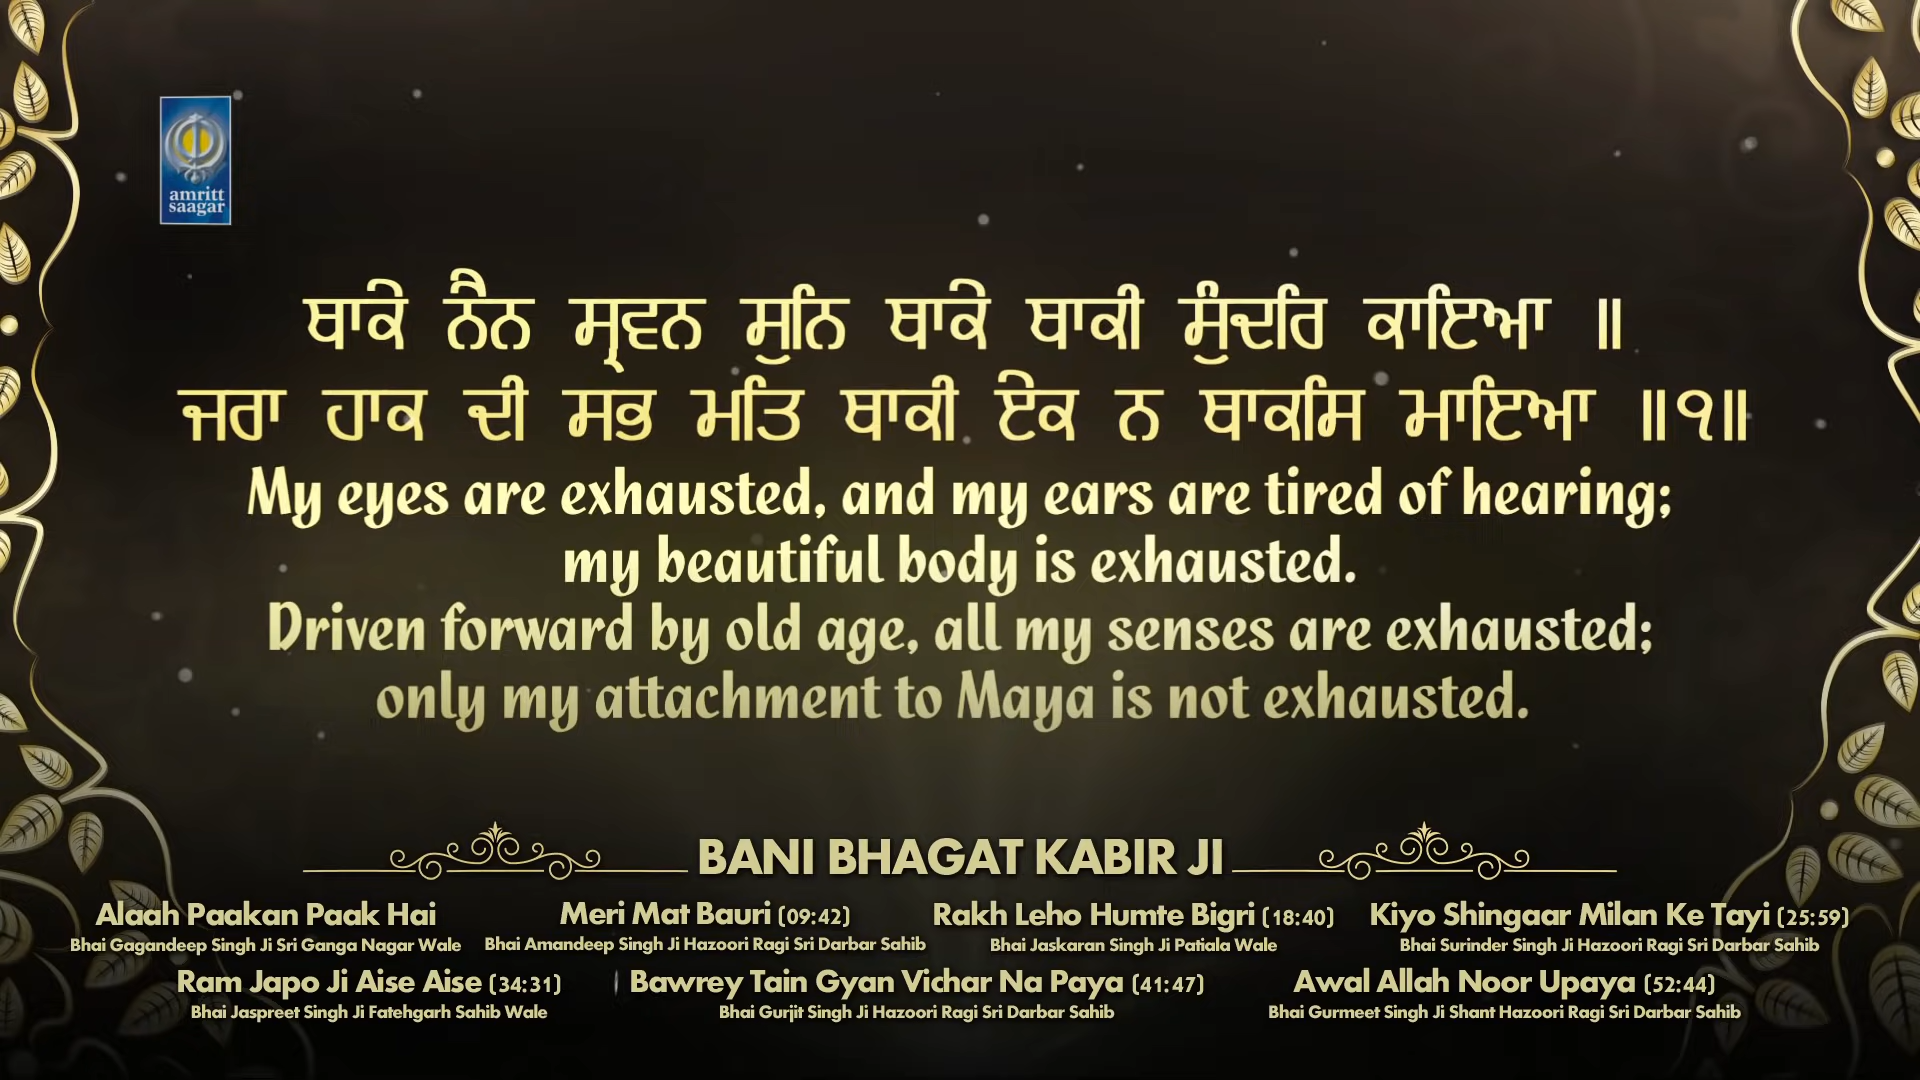 amritt
saagar
ਥਾਕੇ ਨੈਨ ਸ੍ਰਵਨ ਸੁਨਿ ਥਾਕੇ ਥਾਕੀ ਸੁੰਦਰਿ ਕਾਇਆ ॥
ਜਰਾ ਹਾਕ ਦੀ ਸਭ ਮਤਿ ਥਾਕੀ ਏਕ ਨ ਥਾਕਸਿ ਮਾਇਆ ॥੧॥
My eyes are exhausted, and my ears are tired of hearing;
my beautiful body is exhausted.
Driven forward by old age, all my senses are exhausted;
only my attachment to Maya is not exhausted.
BANI BHAGAT KABIR JI
Alaah Paakan Paak Hai Meri Mat Bauri (09:42) Rakh Leho Humte Bigri (18:40) Kiyo Shingaar Milan Ke Tayi (25:59)
Bhai Gagandeep Singh Ji Sri Ganga Nagar Wale Bhai Amandeep Singh Ji Hazoori Ragi Sri Darbar Sahib Bhai Jaskaran Singh Ji Patiala Wale Bhai Surinder Singh Ji Hazoori Ragi Sri Darbar Sahib
Ram Japo Ji Aise Aise (34:31) Bawrey Tain Gyan Vichar Na Paya (41:47) Awal Allah Noor Upaya (52:44)
Bhai Jaspreet Singh Ji Fatehgarh Sahib Wale Bhai Gurjit Singh Ji Hazoori Ragi Sri Darbar Sahib Bhai Gurmeet Singh Ji Shant Hazoori Ragi Sri Darbar Sahib